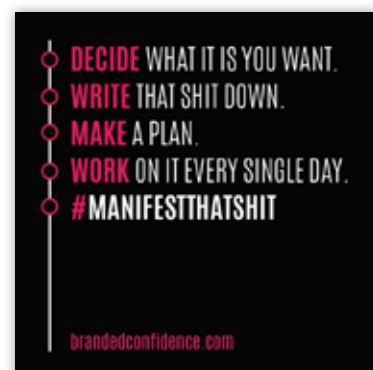 DECIDE WHAT IT IS YOU WANT.
WRITE THAT SHIT DOWN.
MAKE A PLAN.
WORK ON IT EVERY SINGLE DAY.
#MANIFESTTHATSHIT
brandedconfidence.com